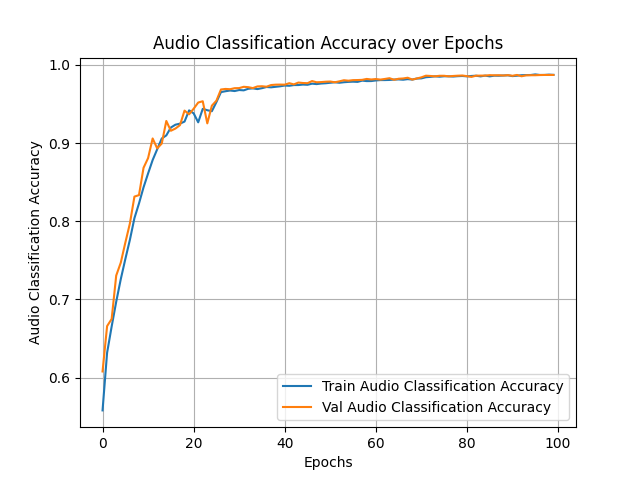 Audio Classification Accuracy over Epochs
Audio Classification Accuracy
1.0
0.9
0.8
0.7
0.6
Train Audio Classification Accuracy
Val Audio Classification Accuracy
0 20 40 60 80 100
Epochs